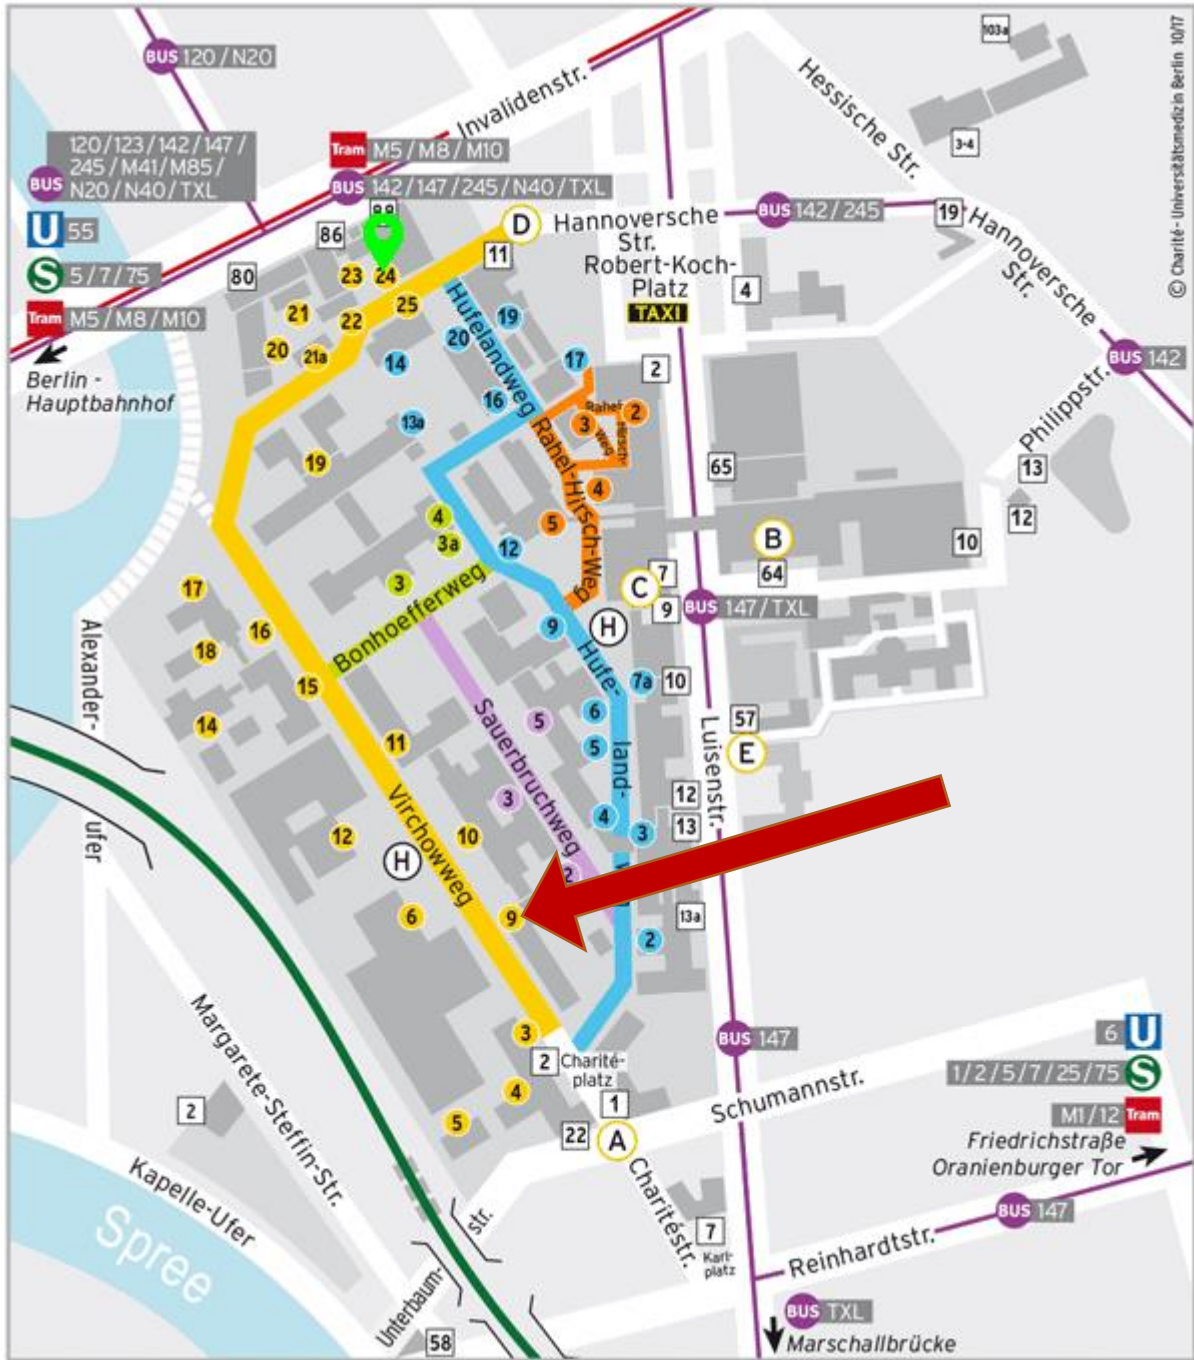 © Charité - Universitätsmedizin Berlin 10/17
BUS 120 / N20
Invalidenstr.
Hessische Str.
103a
3-4
120 / 123 / 142 / 147 /
245 / M41 / M85 /
BUS N20 / N40 / TXL
Tram M5 / M8 / M10
BUS 142 / 147 / 245 / N40 / TXL
U 55
S 5 / 7 / 75
Tram M5 / M8 / M10
Berlin -
Hauptbahnhof
86
80
D
11
Hannoversche
Str.
BUS 142 / 245
19
Hannoversche
Str.
Robert-Koch-
Platz
TAXI
4
BUS 142
Philippstr.
13
12
10
23
24
25
22
21
21a
20
19
Hufelandweg
19
20
14
17
16
13a
2
Rahel-
Hirsch-
Weg
3
2
Rahel-Hirsch-Weg
4
5
65
B
64
4
3a
3
12
Bonhoefferweg
C
7
9
BUS 147 / TXL
H
9
Hufe-
land-
7a
10
6
5
4
3
2
17
16
18
15
14
11
Alexander-
ufer
Sauerbruchweg
5
3
2
Virchowweg
12
H
10
6
9
3
4
5
57
E
Luisenstr.
12
13
13a
BUS 147
2
Charité-
platz
1
22
A
Schumannstr.
6 U
1 / 2 / 5 / 7 / 25 / 75 S
M1 / 12 Tram
Friedrichstraße
Oranienburger Tor
Margarete-Steffin-Str.
2
Kapelle-Ufer
Spree
Unterbaum-
str.
58
Charitéstr.
7
Karl-
platz
Reinhardtstr.
BUS 147
BUS TXL
Marschallbrücke